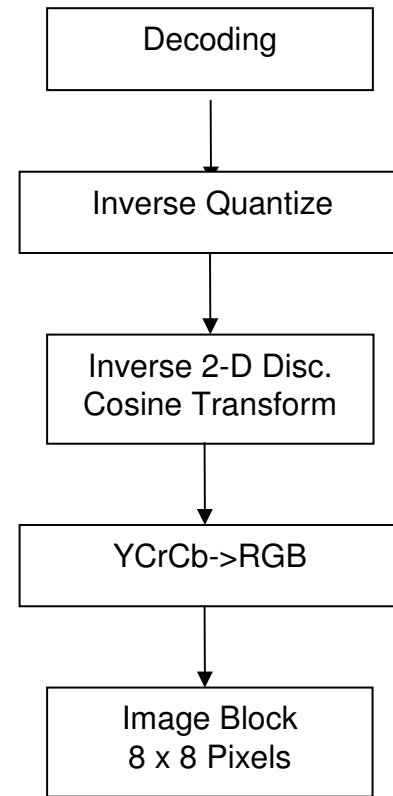 Decoding
Inverse Quantize
Inverse 2-D Disc.
Cosine Transform
YCrCb->RGB
Image Block
8 x 8 Pixels